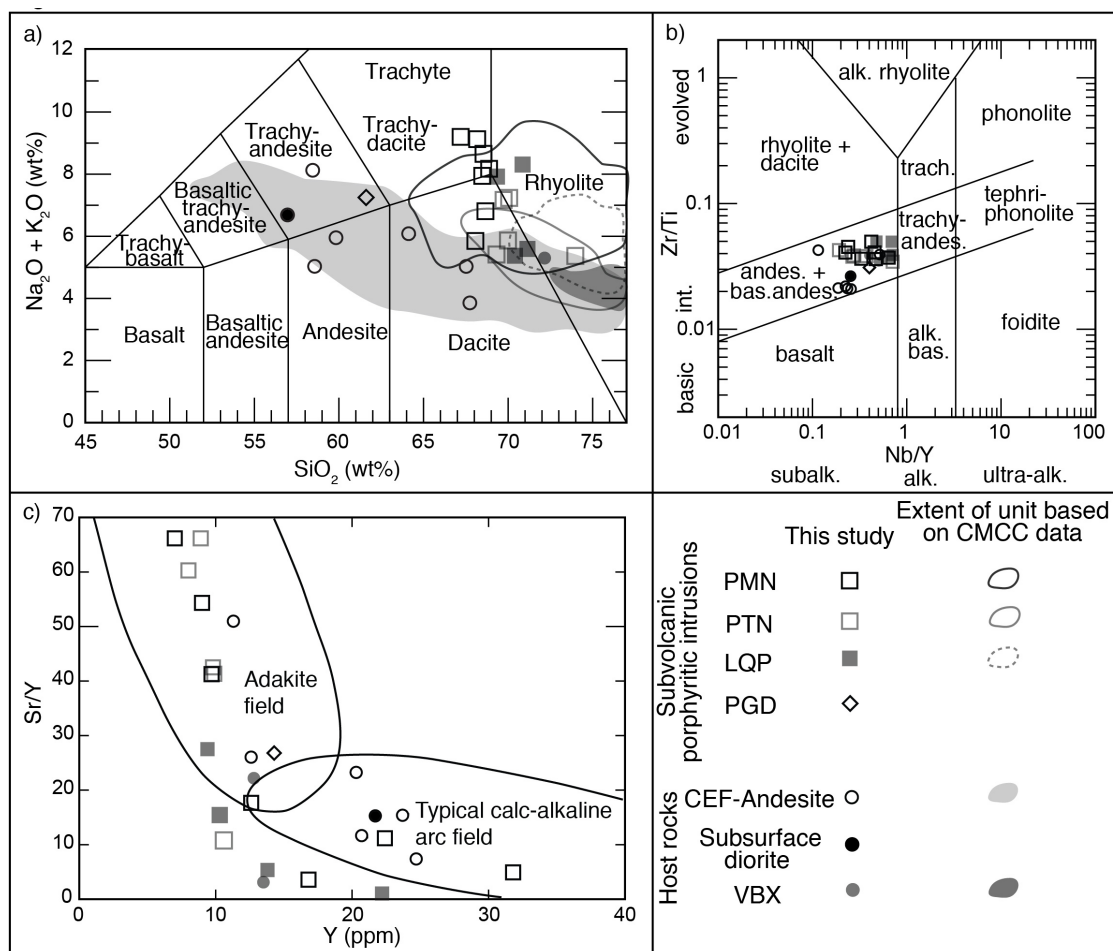 a)
12
10
8
6
4
2
0
Na2O + K2O (wt%)
Trachyte
Trachy-
andesite
Trachy-
dacite
Basaltic
trachy-
andesite
Rhyolite
Trachy-
basalt
Basalt
Basaltic
andesite
Andesite
Dacite
45 50 55 60 65 70 75
SiO2 (wt%)
b)
evolved
int.
basic
Zr/Ti
1
0.1
0.01
alk. rhyolite
phonolite
rhyolite +
dacite
trach.
tephri-
phonolite
trachy-
andes.
andes. +
bas.andes.
basalt
alk.
bas.
foidite
0.01 0.1 1 10
Nb/Y
subalk. alk. ultra-alk.
c)
70
60
50
40
30
20
10
0
Sr/Y
Adakite
field
Typical calc-alkaline
arc field
0 10 20 30 40
Y (ppm)
This study
Extent of unit based
on CMCC data
Subvolcanic
porphyritic intrusions
PMN
PTN
LQP
PGD
Host rocks
CEF-Andesite
Subsurface
diorite
VBX